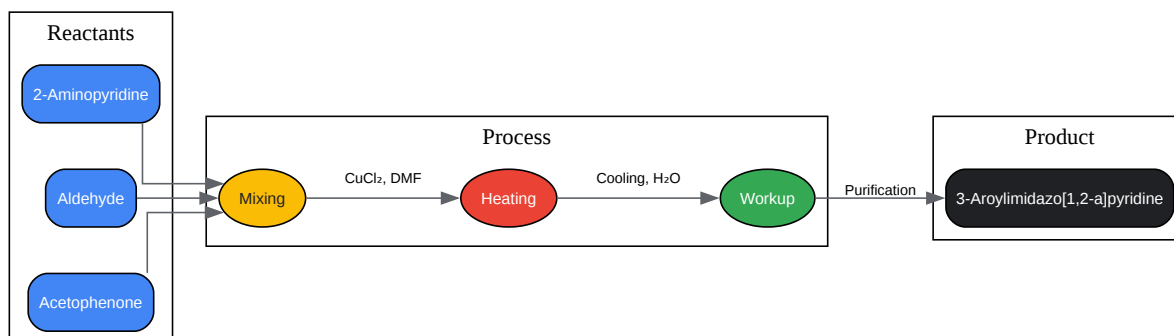 Reactants
2-Aminopyridine
Aldehyde
Acetophenone
Process
Mixing
CuCl₂, DMF
Heating
Cooling, H₂O
Workup
Purification
Product
3-Aroylimidazo[1,2-a]pyridine